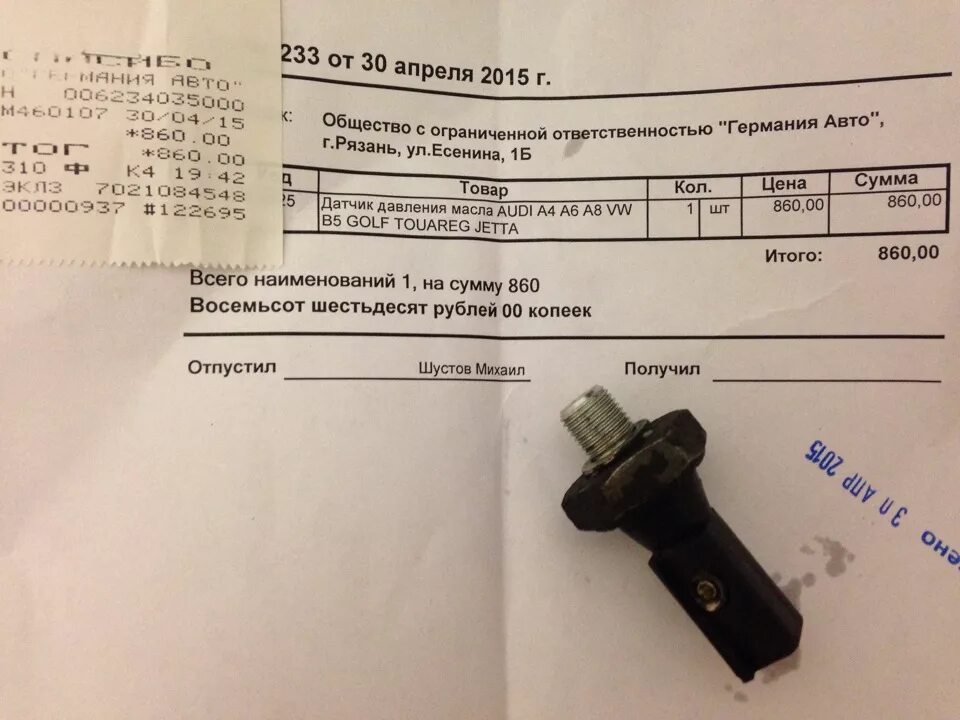 СПАСИБО
"ГЕРМАНИЯ АВТО"
Н 006234035000
М460107 30/04/15
*860.00
ТОГ *860.00
310 Ф К4 19:42
ЭКЛЗ 7021084548
00000937 #122695
233 от 30 апреля 2015 г.
к: Общество с ограниченной ответственностью "Германия Авто",
г.Рязань, ул.Есенина, 1Б
д Товар Кол. Цена Сумма
25 Датчик давления масла AUDI A4 A6 A8 VW 1 шт 860,00 860,00
B5 GOLF TOUAREG JETTA
Итого: 860,00
Всего наименований 1, на сумму 860
Восемьсот шестьдесят рублей 00 копеек
Отпустил Шустов Михаил Получил
АПР 2015
ено